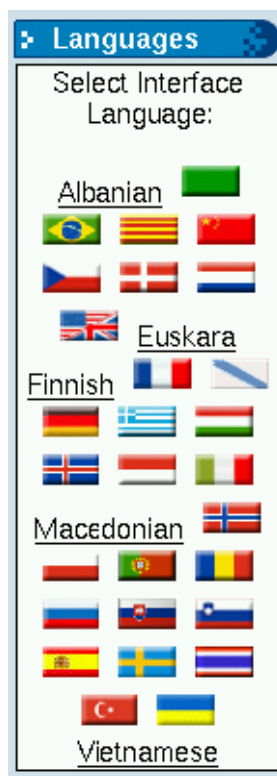 Languages
Select Interface
Language:
Albanian
Euskara
Finnish
Macedonian
Vietnamese